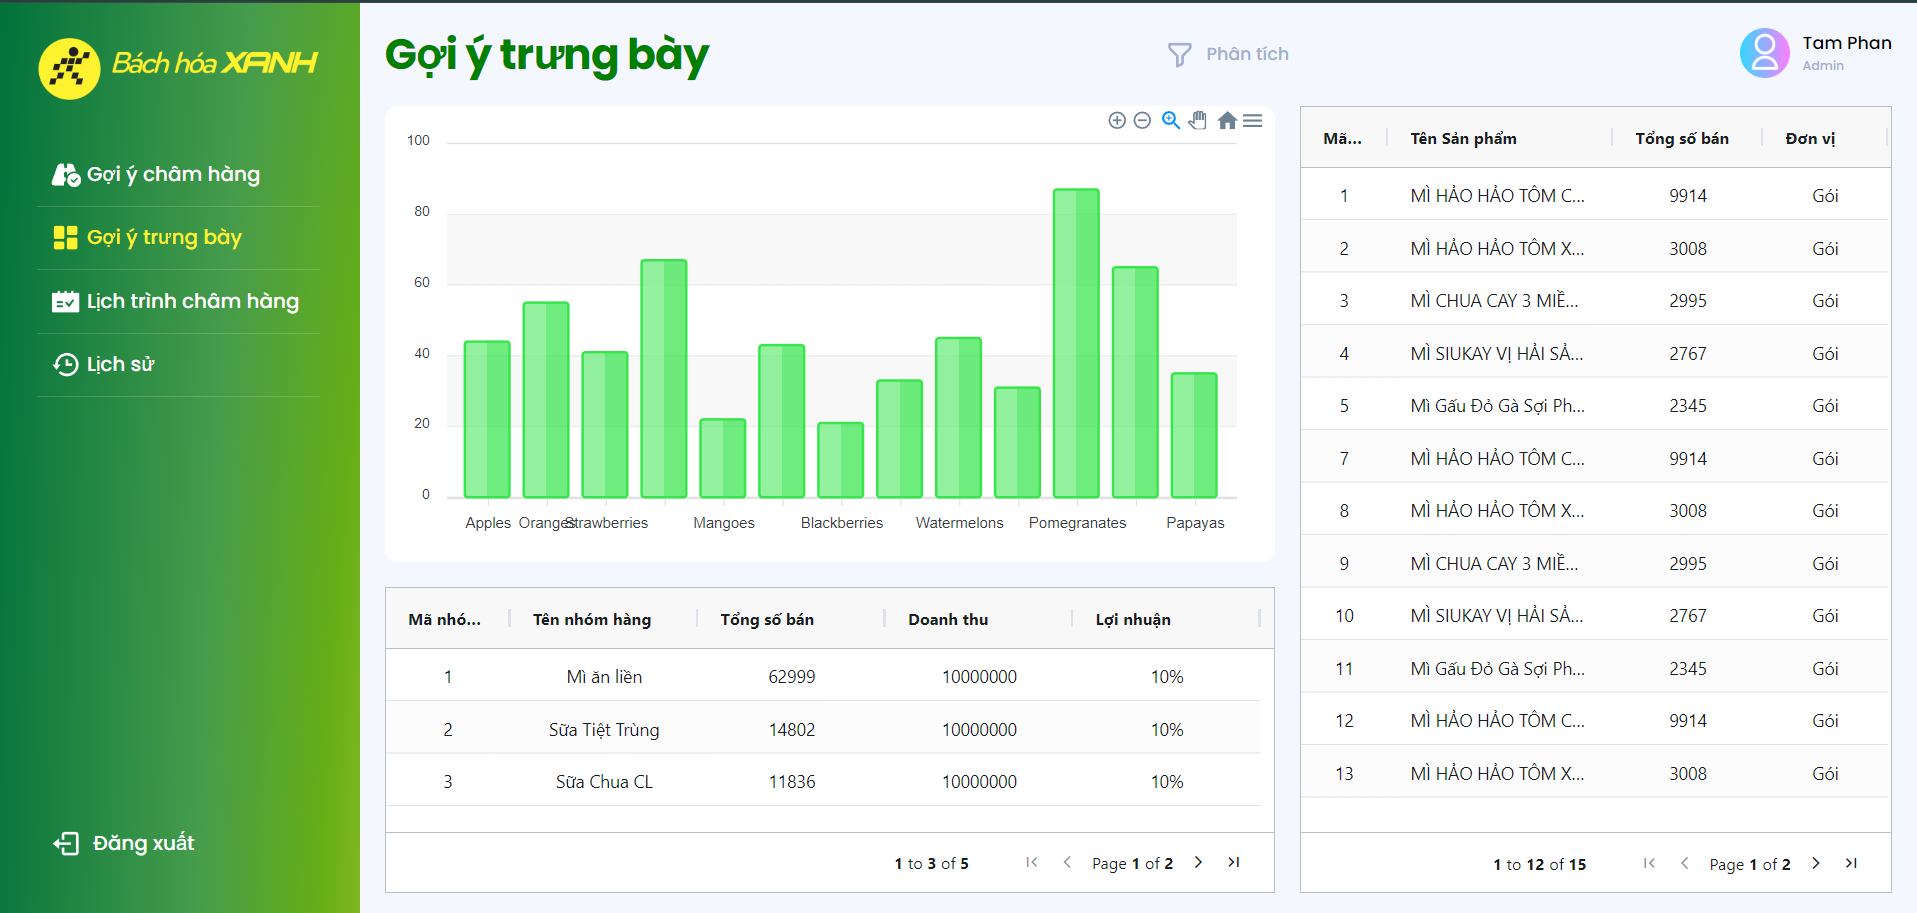 Bách hóa XANH
Gợi ý châm hàng
Gợi ý trưng bày
Lịch trình châm hàng
Lịch sử
Đăng xuất
Gợi ý trưng bày
Phân tích
Tam Phan
Admin
100
80
60
40
20
0
Apples Oranges Strawberries Mangoes Blackberries Watermelons Pomegranates Papayas
Mã nhó... Tên nhóm hàng Tổng số bán Doanh thu Lợi nhuận
1 Mì ăn liền 62999 10000000 10%
2 Sữa Tiệt Trùng 14802 10000000 10%
3 Sữa Chua CL 11836 10000000 10%
1 to 3 of 5 Page 1 of 2
Mã... Tên Sản phẩm Tổng số bán Đơn vị
1 MÌ HẢO HẢO TÔM C... 9914 Gói
2 MÌ HẢO HẢO TÔM X... 3008 Gói
3 MÌ CHUA CAY 3 MIỀ... 2995 Gói
4 MÌ SIUKAY VỊ HẢI SẢ... 2767 Gói
5 Mì Gấu Đỏ Gà Sợi Ph... 2345 Gói
7 MÌ HẢO HẢO TÔM C... 9914 Gói
8 MÌ HẢO HẢO TÔM X... 3008 Gói
9 MÌ CHUA CAY 3 MIỀ... 2995 Gói
10 MÌ SIUKAY VỊ HẢI SẢ... 2767 Gói
11 Mì Gấu Đỏ Gà Sợi Ph... 2345 Gói
12 MÌ HẢO HẢO TÔM C... 9914 Gói
13 MÌ HẢO HẢO TÔM X... 3008 Gói
1 to 12 of 15 Page 1 of 2